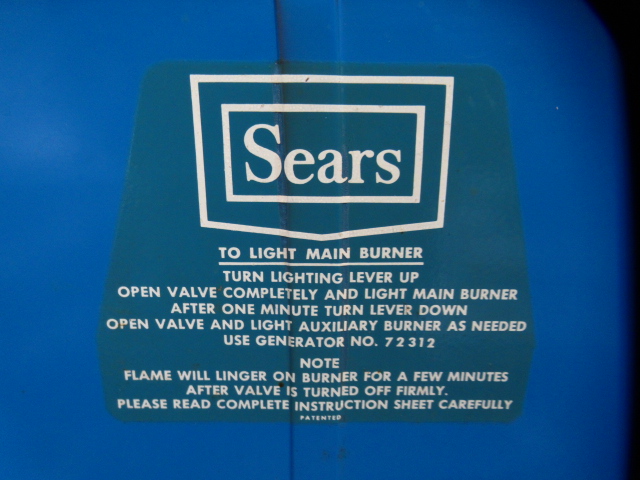 Sears
TO LIGHT MAIN BURNER
TURN LIGHTING LEVER UP
OPEN VALVE COMPLETELY AND LIGHT MAIN BURNER
AFTER ONE MINUTE TURN LEVER DOWN
OPEN VALVE AND LIGHT AUXILIARY BURNER AS NEEDED
USE GENERATOR NO. 72312
NOTE
FLAME WILL LINGER ON BURNER FOR A FEW MINUTES
AFTER VALVE IS TURNED OFF FIRMLY.
PLEASE READ COMPLETE INSTRUCTION SHEET CAREFULLY
PATENTED